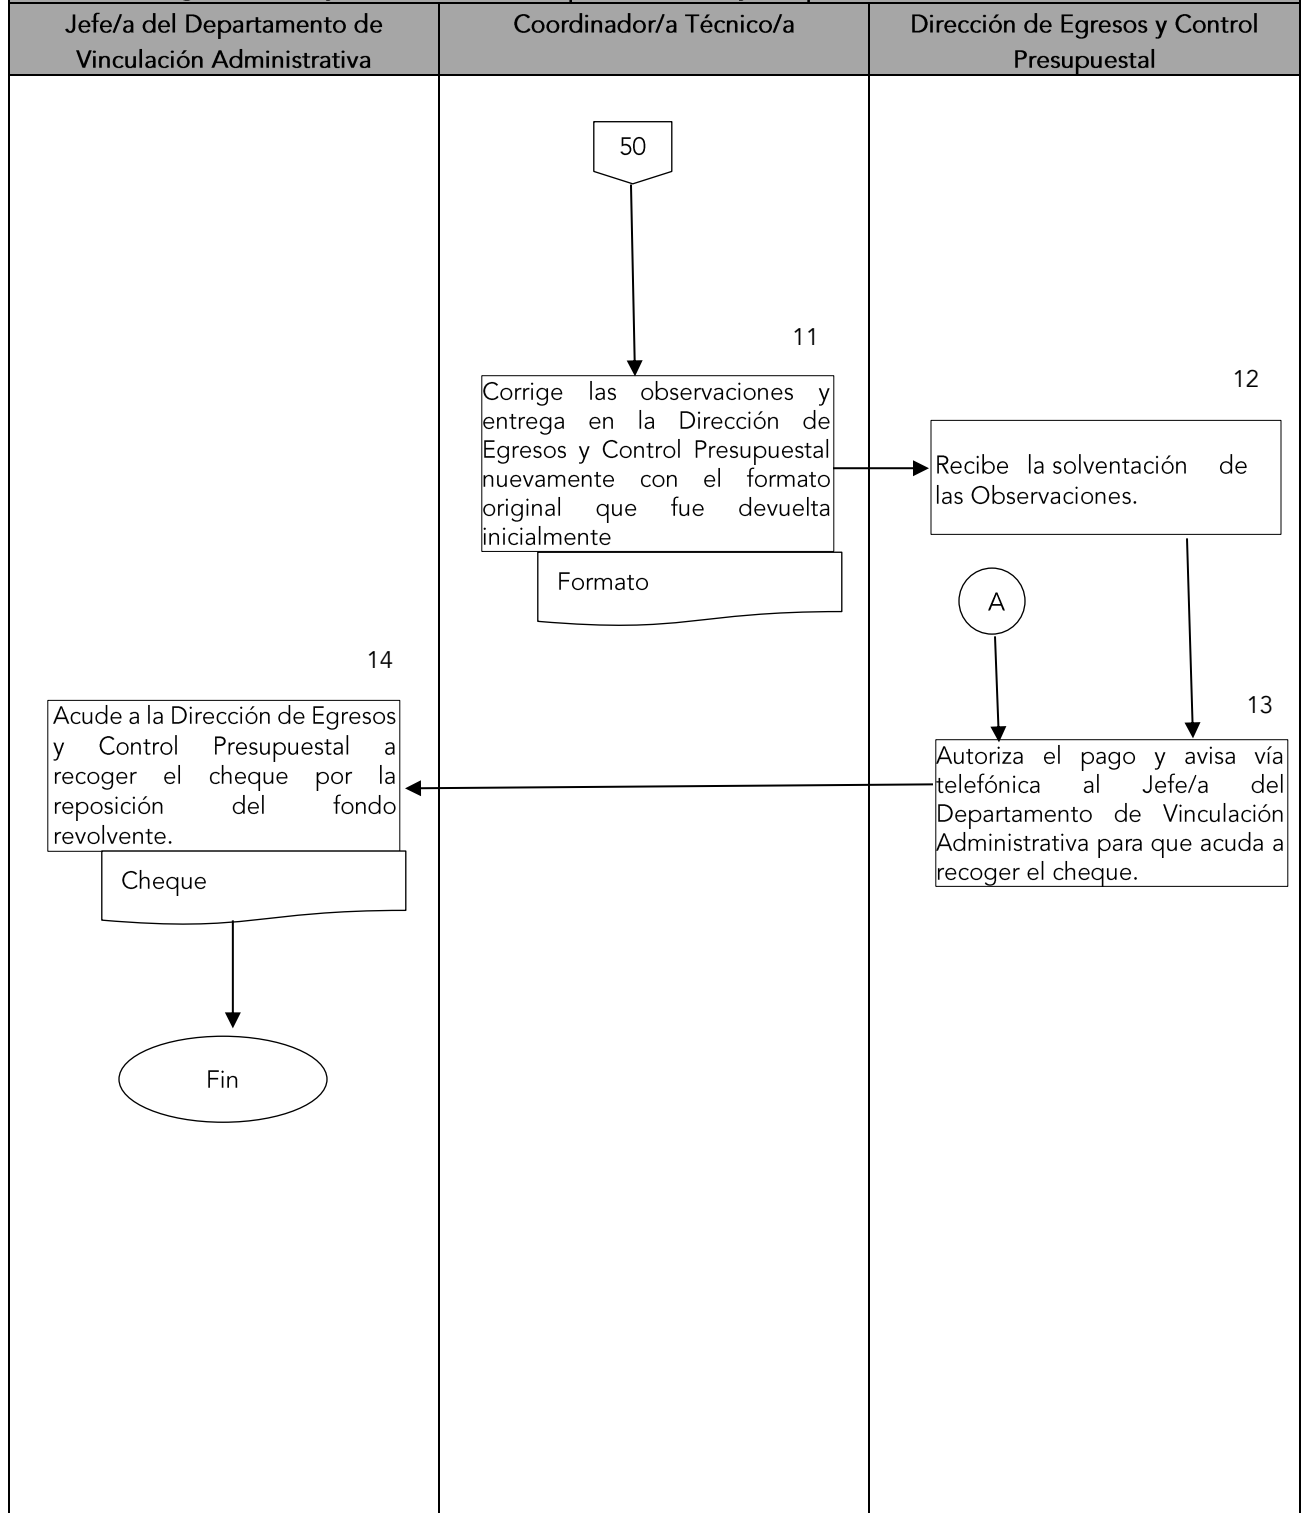 Jefe/a del Departamento de
Vinculación Administrativa
Coordinador/a Técnico/a
Dirección de Egresos y Control
Presupuestal
50
11
Corrige las observaciones y
entrega en la Dirección de
Egresos y Control Presupuestal
nuevamente con el formato
original que fue devuelta
inicialmente
Formato
12
Recibe la solventación de
las Observaciones.
A
13
Autoriza el pago y avisa vía
telefónica al Jefe/a del
Departamento de Vinculación
Administrativa para que acuda a
recoger el cheque.
14
Acude a la Dirección de Egresos
y Control Presupuestal a
recoger el cheque por la
reposición del fondo
revolvente.
Cheque
Fin